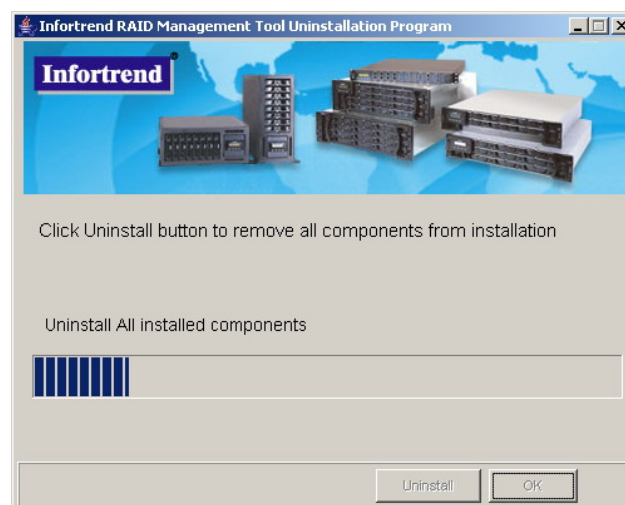 Infortrend RAID Management Tool Uninstallation Program
Infortrend
Click Uninstall button to remove all components from installation
Uninstall All installed components
Uninstall
OK